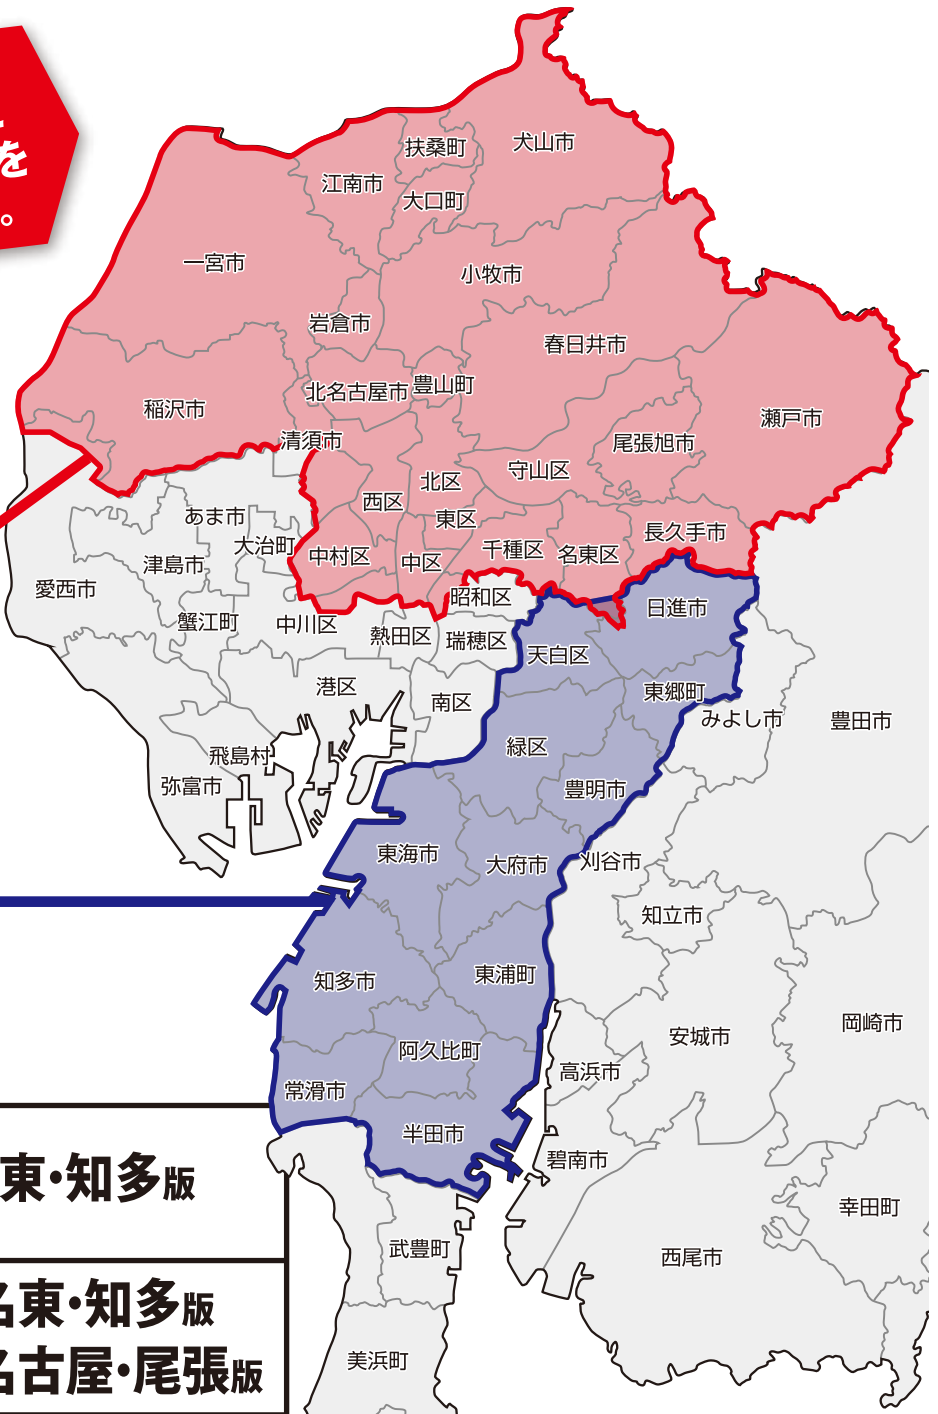 を
。
犬山市
扶桑町
江南市
大口町
一宮市
小牧市
岩倉市
春日井市
北名古屋市
豊山町
稲沢市
瀬戸市
清須市
尾張旭市
守山区
北区
西区
あま市
東区
長久手市
大治町
千種区
名東区
中村区
中区
津島市
愛西市
昭和区
日進市
蟹江町
中川区
熱田区
瑞穂区
天白区
港区
南区
東郷町
みよし市
豊田市
緑区
飛島村
弥富市
豊明市
東海市
大府市
刈谷市
知立市
知多市
東浦町
岡崎市
安城市
阿久比町
高浜市
常滑市
半田市
碧南市
東・知多版
幸田町
武豊町
西尾市
名東・知多版
美浜町
名古屋・尾張版